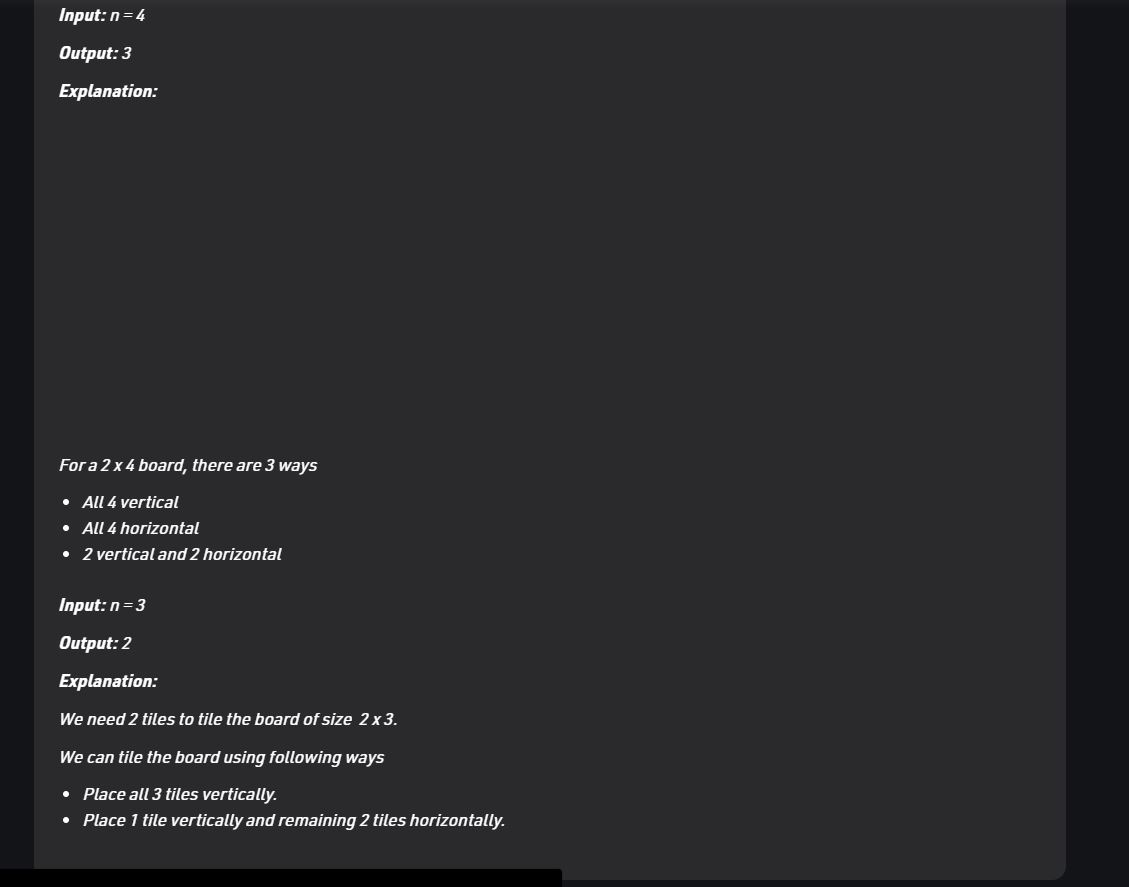 Input: n = 4
Output: 3
Explanation:
For a 2 x 4 board, there are 3 ways
• All 4 vertical
• All 4 horizontal
• 2 vertical and 2 horizontal
Input: n = 3
Output: 2
Explanation:
We need 2 tiles to tile the board of size  2 x 3.
We can tile the board using following ways
• Place all 3 tiles vertically.
• Place 1 tile vertically and remaining 2 tiles horizontally.